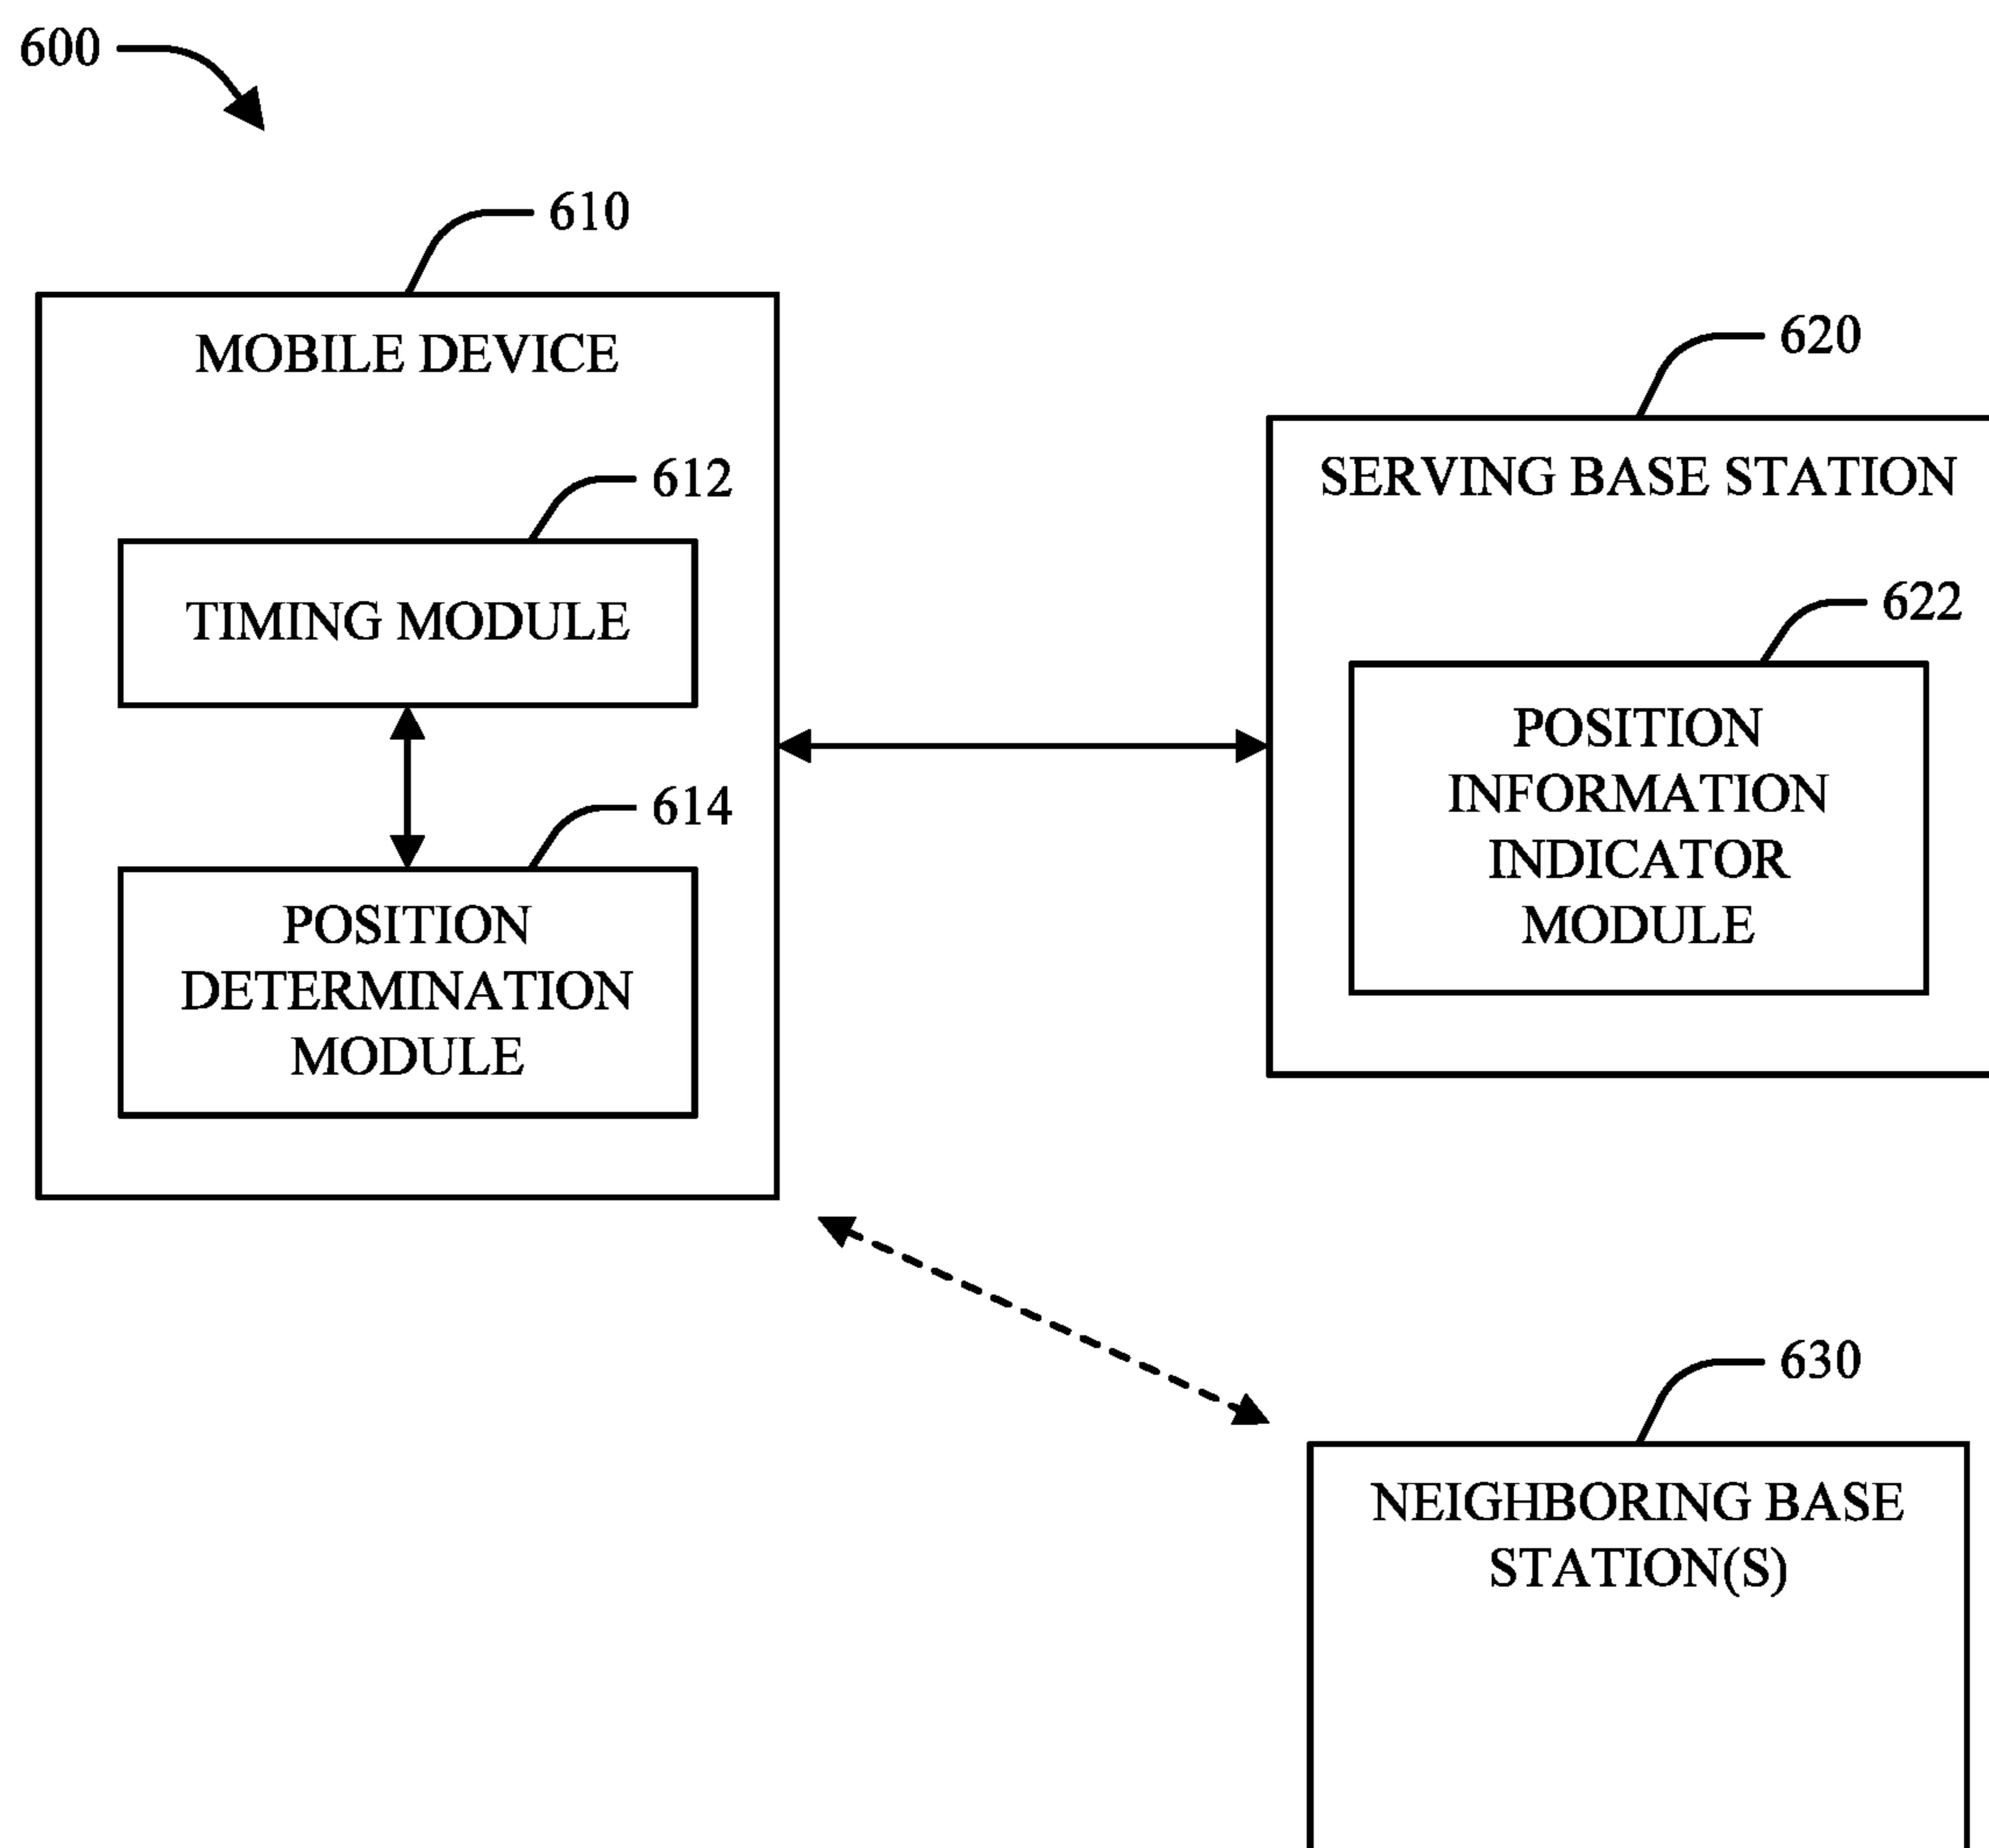 600
610
MOBILE DEVICE
612
TIMING MODULE
614
POSITION
DETERMINATION
MODULE
620
SERVING BASE STATION
622
POSITION
INFORMATION
INDICATOR
MODULE
630
NEIGHBORING BASE
STATION(S)